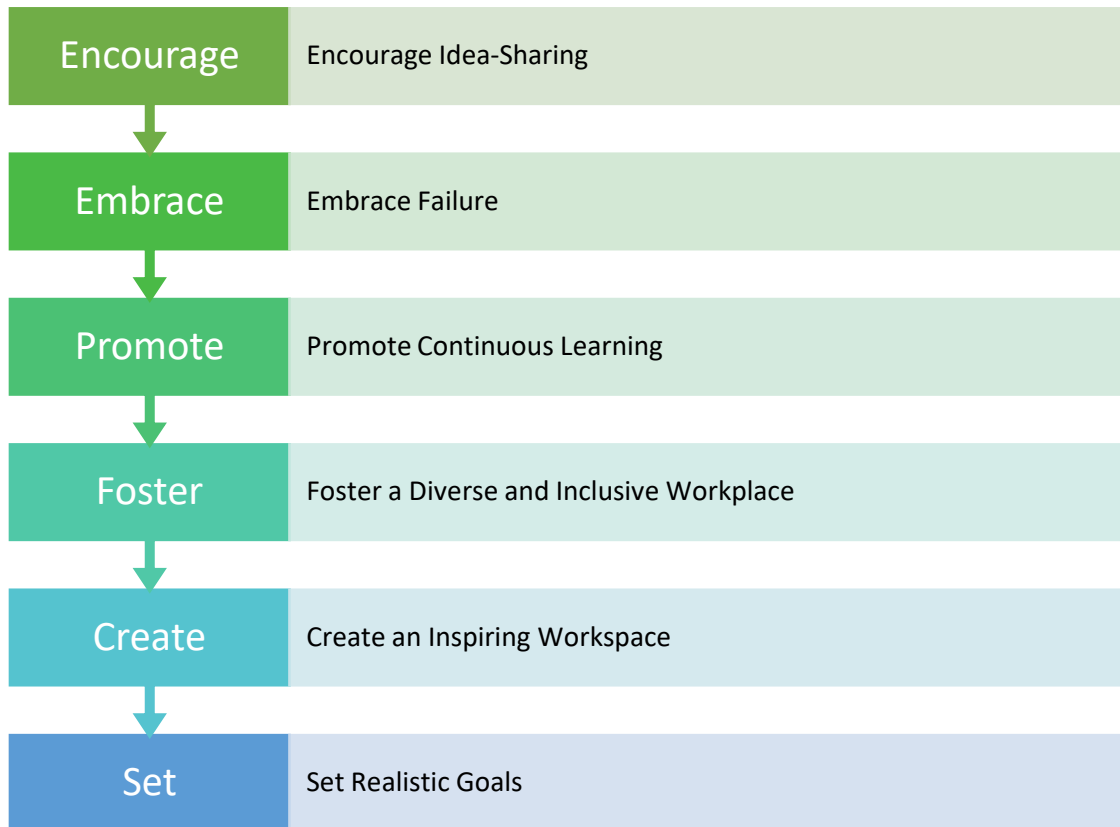 Encourage
Encourage Idea-Sharing
Embrace
Embrace Failure
Promote
Promote Continuous Learning
Foster
Foster a Diverse and Inclusive Workplace
Create
Create an Inspiring Workspace
Set
Set Realistic Goals